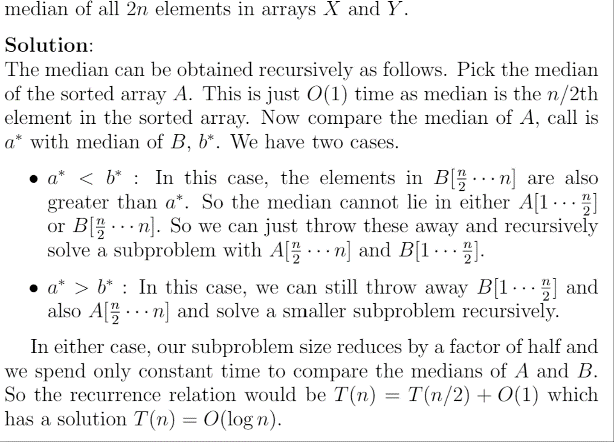 median of all 2n elements in arrays X and Y.
Solution:
The median can be obtained recursively as follows. Pick the median
of the sorted array A. This is just O(1) time as median is the n/2th
element in the sorted array. Now compare the median of A, call is
a* with median of B, b*. We have two cases.
• a* < b* : In this case, the elements in B[n/2 ··· n] are also
greater than a*. So the median cannot lie in either A[1 ··· n/2]
or B[n/2 ··· n]. So we can just throw these away and recursively
solve a subproblem with A[n/2 ··· n] and B[1 ··· n/2].
• a* > b* : In this case, we can still throw away B[1 ··· n/2] and
also A[n/2 ··· n] and solve a smaller subproblem recursively.
In either case, our subproblem size reduces by a factor of half and
we spend only constant time to compare the medians of A and B.
So the recurrence relation would be T(n) = T(n/2) + O(1) which
has a solution T(n) = O(log n).